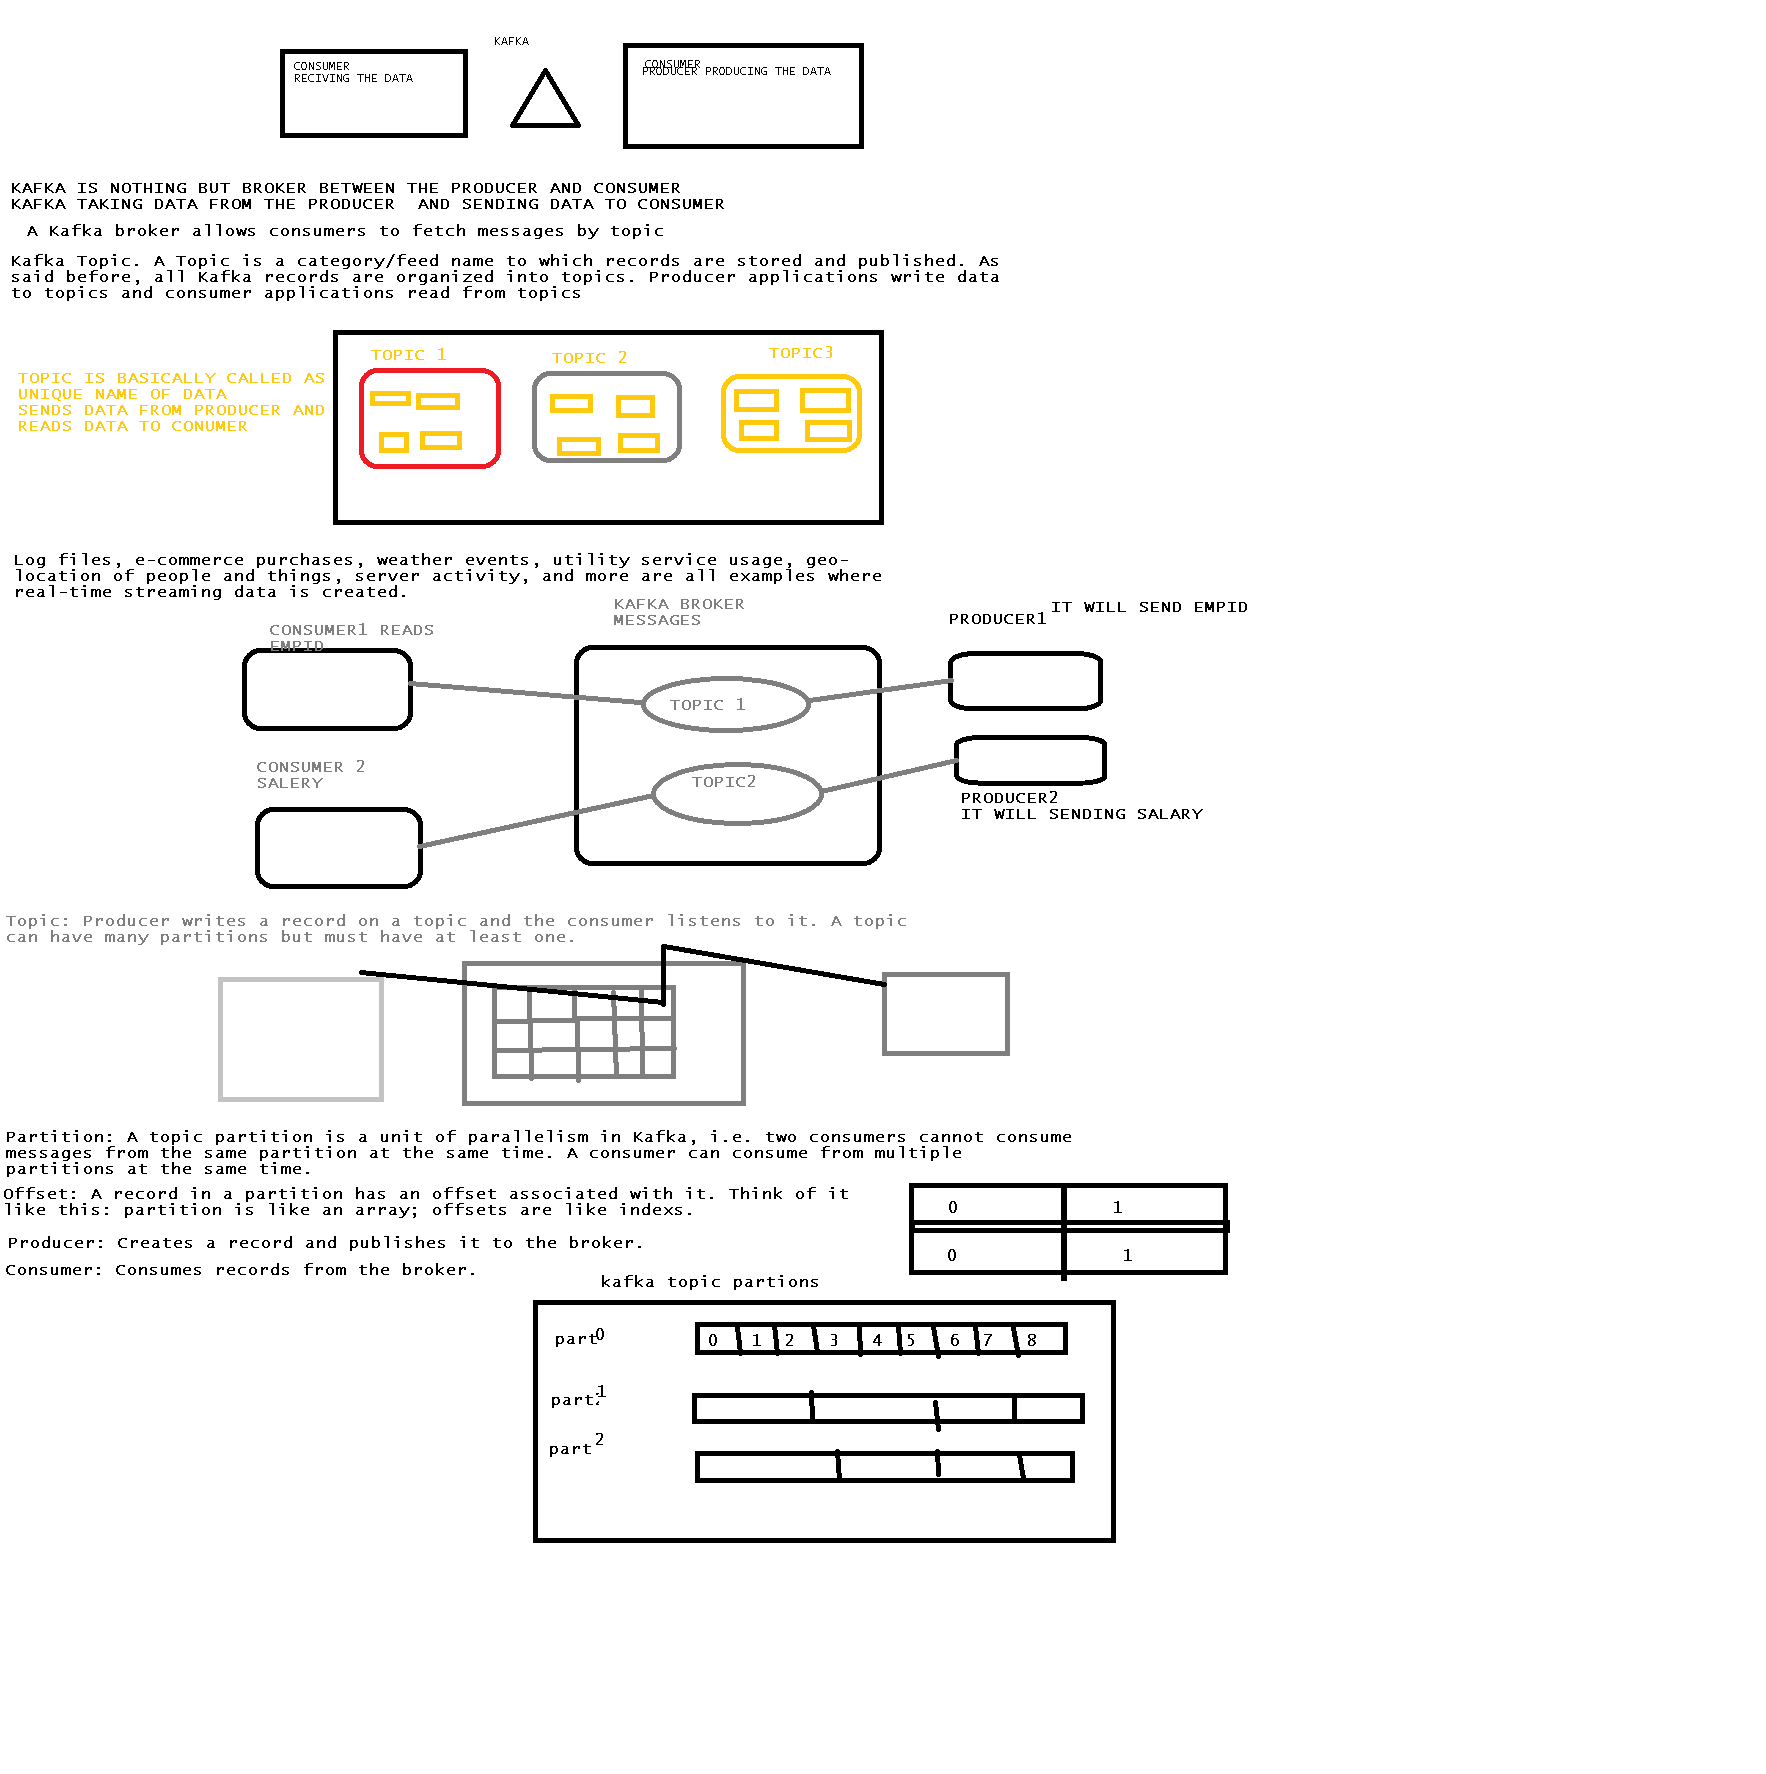 KAFKA
CONSUMER
RECIVING THE DATA
CONSUMER
PRODUCER PRODUCING THE DATA
KAFKA IS NOTHING BUT BROKER BETWEEN THE PRODUCER AND CONSUMER
KAFKA TAKING DATA FROM THE PRODUCER  AND SENDING DATA TO CONSUMER
A Kafka broker allows consumers to fetch messages by topic
Kafka Topic. A Topic is a category/feed name to which records are stored and published. As
said before, all Kafka records are organized into topics. Producer applications write data
to topics and consumer applications read from topics
TOPIC 1
TOPIC 2
TOPIC3
TOPIC IS BASICALLY CALLED AS
UNIQUE NAME OF DATA
SENDS DATA FROM PRODUCER AND
READS DATA TO CONUMER
Log files, e-commerce purchases, weather events, utility service usage, geo-
location of people and things, server activity, and more are all examples where
real-time streaming data is created.
KAFKA BROKER
MESSAGES
IT WILL SEND EMPID
PRODUCER1
CONSUMER1 READS
EMPID
TOPIC 1
CONSUMER 2
SALERY
TOPIC2
PRODUCER2
IT WILL SENDING SALARY
Topic: Producer writes a record on a topic and the consumer listens to it. A topic
can have many partitions but must have at least one.
Partition: A topic partition is a unit of parallelism in Kafka, i.e. two consumers cannot consume
messages from the same partition at the same time. A consumer can consume from multiple
partitions at the same time.
Offset: A record in a partition has an offset associated with it. Think of it
like this: partition is like an array; offsets are like indexs.
0 1
0 1
Producer: Creates a record and publishes it to the broker.
Consumer: Consumes records from the broker.
kafka topic partions
part0 0 1 2 3 4 5 6 7 8
part1
part2